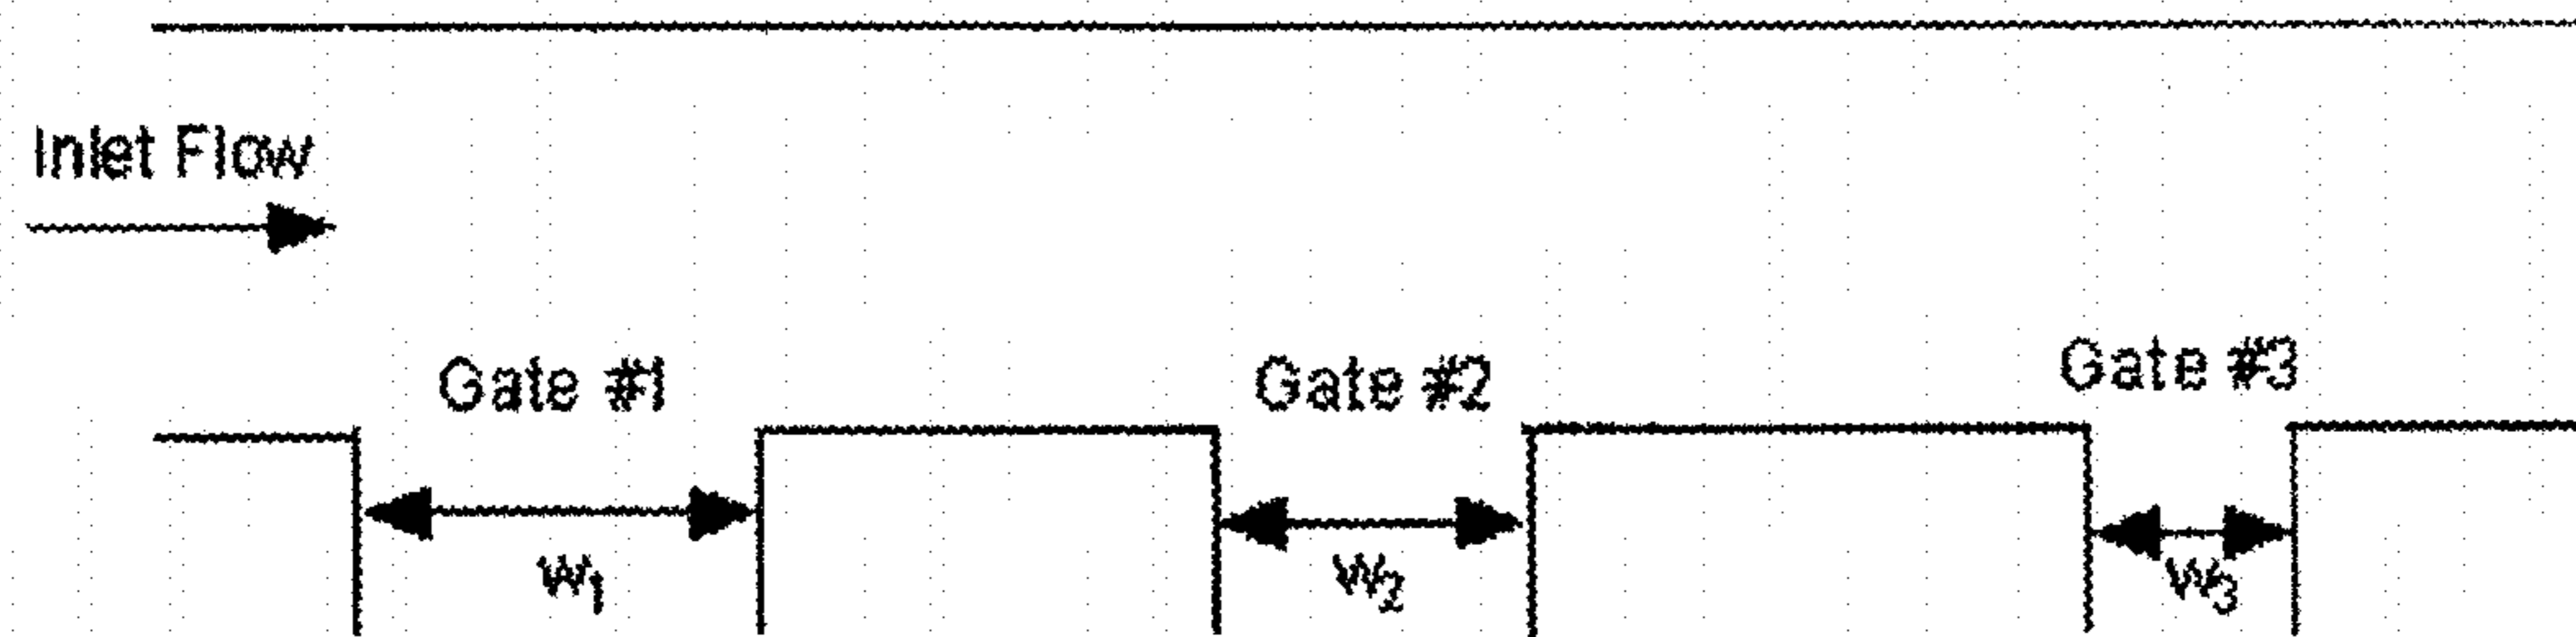 Inlet Flow
Gate #1
Gate #2
Gate #3
w₁
w₂
w₃